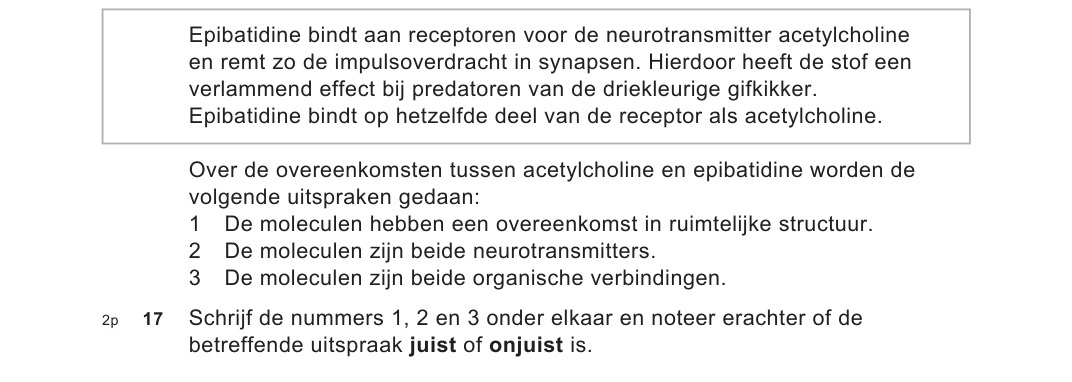 Epibatidine bindt aan receptoren voor de neurotransmitter acetylcholine
en remt zo de impulsoverdracht in synapsen. Hierdoor heeft de stof een
verlammend effect bij predatoren van de driekleurige gifkikker.
Epibatidine bindt op hetzelfde deel van de receptor als acetylcholine.
Over de overeenkomsten tussen acetylcholine en epibatidine worden de
volgende uitspraken gedaan:
1 De moleculen hebben een overeenkomst in ruimtelijke structuur.
2 De moleculen zijn beide neurotransmitters.
3 De moleculen zijn beide organische verbindingen.
2p 17 Schrijf de nummers 1, 2 en 3 onder elkaar en noteer erachter of de
betreffende uitspraak juist of onjuist is.